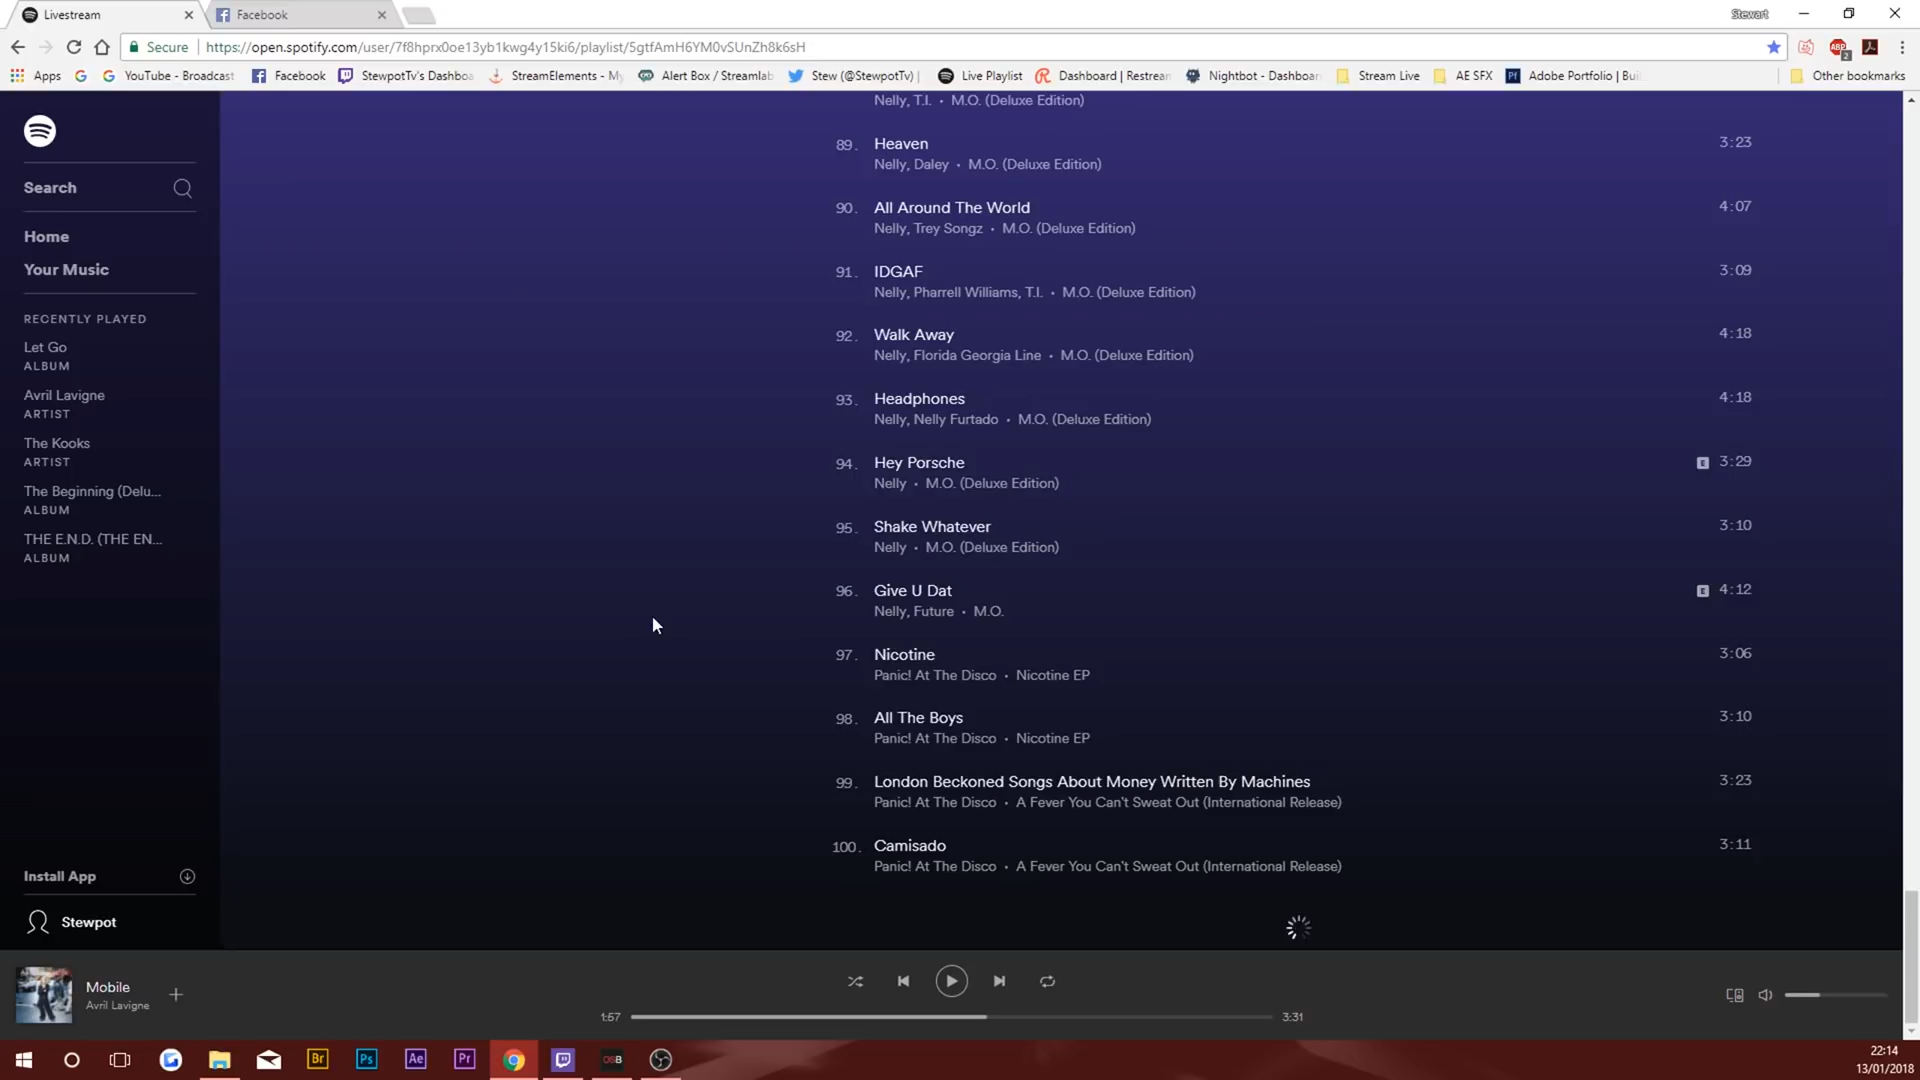 Livestream
Facebook
Stewart
Secure
https://open.spotify.com/user/7f8hprx0oe13yb1kwg4y15ki6/playlist/5gtfAmH6YM0vSUnZh8k6sH
Apps
YouTube - Broadcast
Facebook
StewpotTv's Dashboa
StreamElements - My
Alert Box / Streamlab
Stew (@StewpotTv) |
Live Playlist
Dashboard | Restrean
Nightbot - Dashboar
Stream Live
AE SFX
Adobe Portfolio | Bui
Other bookmarks
Search
Home
Your Music
RECENTLY PLAYED
Let Go
ALBUM
Avril Lavigne
ARTIST
The Kooks
ARTIST
The Beginning (Delu...
ALBUM
THE E.N.D. (THE EN...
ALBUM
Install App
Stewpot
Nelly, T.I. • M.O. (Deluxe Edition)
89. Heaven 3:23
Nelly, Daley • M.O. (Deluxe Edition)
90. All Around The World 4:07
Nelly, Trey Songz • M.O. (Deluxe Edition)
91. IDGAF 3:09
Nelly, Pharrell Williams, T.I. • M.O. (Deluxe Edition)
92. Walk Away 4:18
Nelly, Florida Georgia Line • M.O. (Deluxe Edition)
93. Headphones 4:18
Nelly, Nelly Furtado • M.O. (Deluxe Edition)
94. Hey Porsche E 3:29
Nelly • M.O. (Deluxe Edition)
95. Shake Whatever 3:10
Nelly • M.O. (Deluxe Edition)
96. Give U Dat E 4:12
Nelly, Future • M.O.
97. Nicotine 3:06
Panic! At The Disco • Nicotine EP
98. All The Boys 3:10
Panic! At The Disco • Nicotine EP
99. London Beckoned Songs About Money Written By Machines 3:23
Panic! At The Disco • A Fever You Can't Sweat Out (International Release)
100. Camisado 3:11
Panic! At The Disco • A Fever You Can't Sweat Out (International Release)
Mobile
Avril Lavigne
1:57
3:31
Br
Ps
Ae
Pr
OSB
22:14
13/01/2018